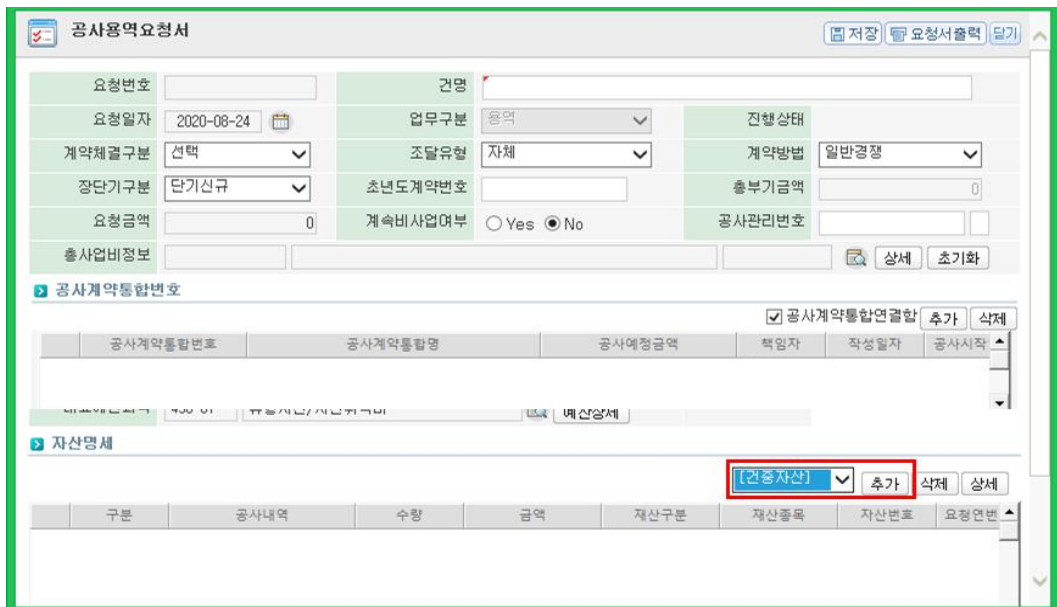 공사용역요청서 저장 요청서출력 닫기
요청번호 건명
요청일자 2020-08-24 업무구분 용역 진행상태
계약체결구분 선택 조달유형 자체 계약방법 일반경쟁
장단기구분 단기신규 초년도계약번호 총부기금액 0
요청금액 0 계속비사업여부 Yes No 공사관리번호
총사업비정보 상세 초기화
공사계약통합번호
공사계약통합연결함 추가 삭제
공사계약통합번호 공사계약통합명 공사예정금액 책임자 작성일자 공사시작
예산상세
자산명세
[건중자산] 추가 삭제 상세
구분 공사내역 수량 금액 재산구분 재산종목 자산번호 요청연번